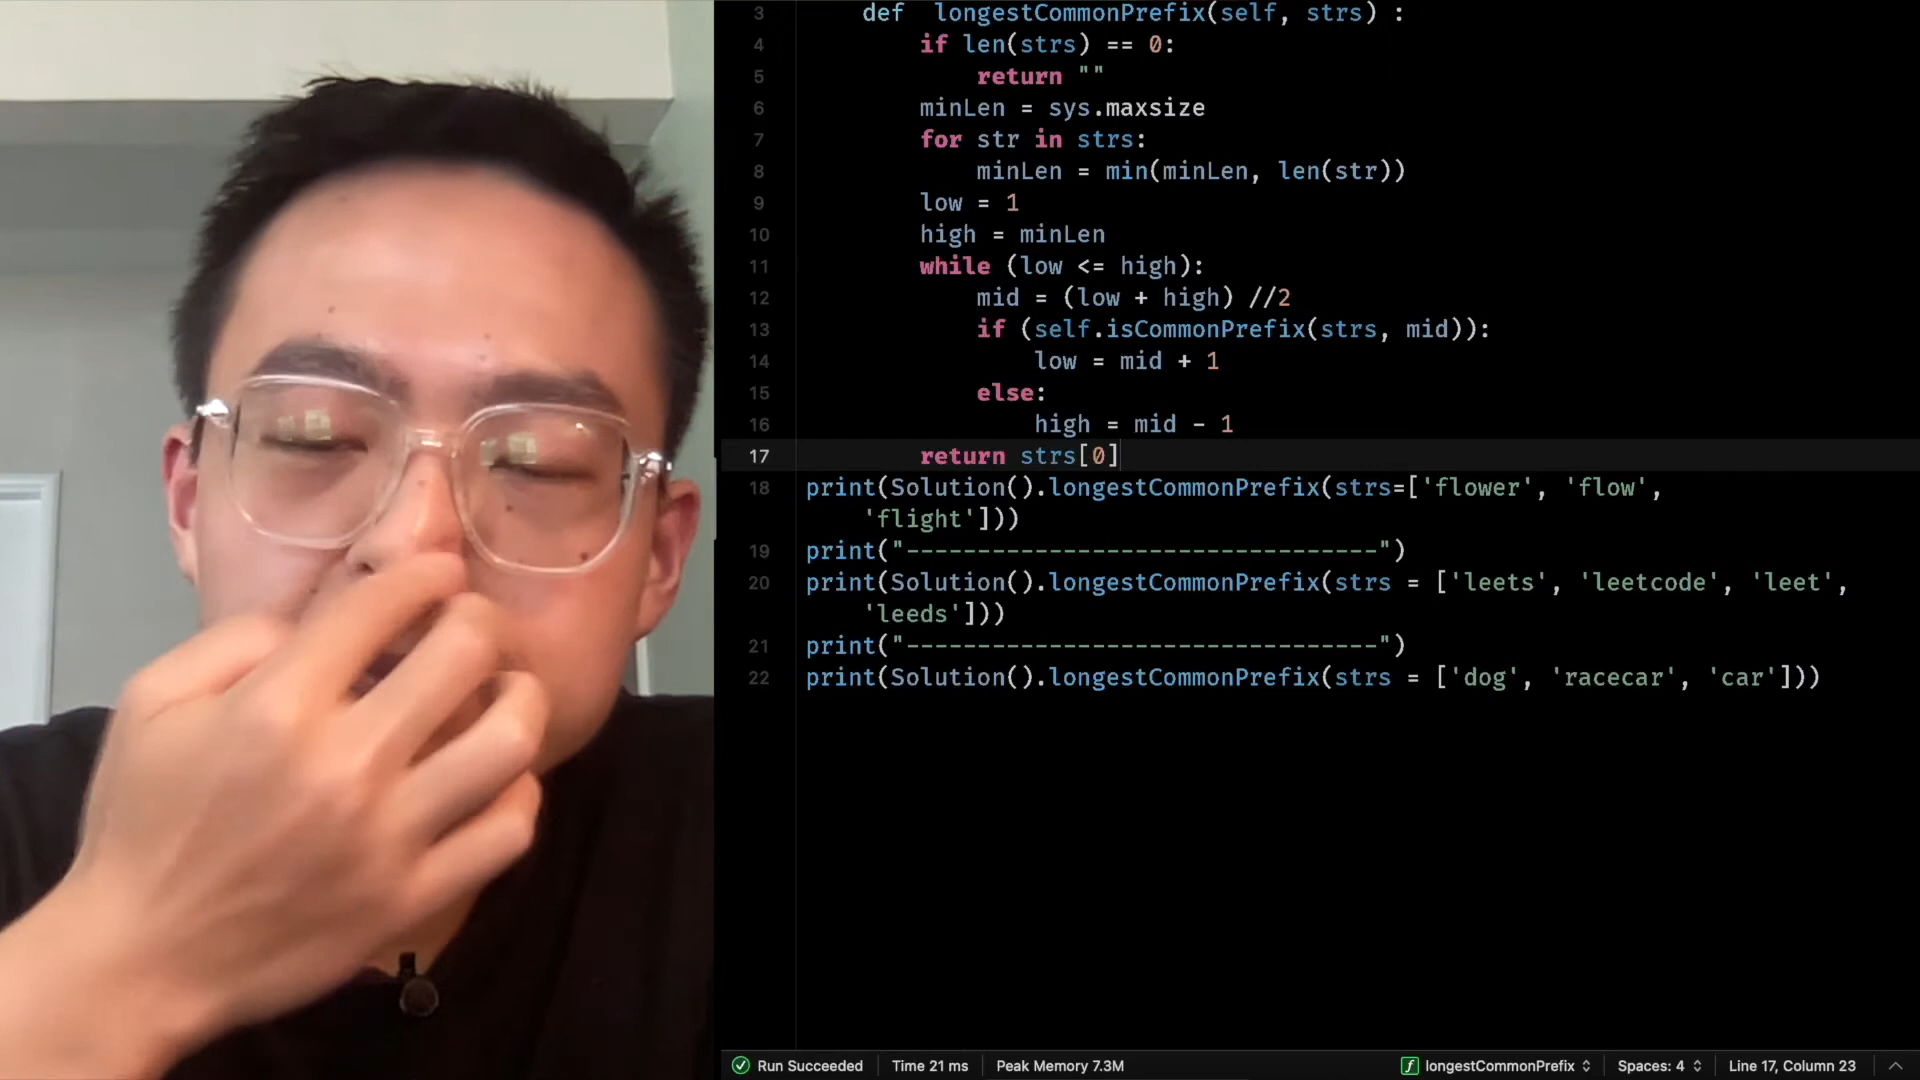 3 def longestCommonPrefix(self, strs) :
4 if len(strs) == 0:
5 return ""
6 minLen = sys.maxsize
7 for str in strs:
8 minLen = min(minLen, len(str))
9 low = 1
10 high = minLen
11 while (low <= high):
12 mid = (low + high) //2
13 if (self.isCommonPrefix(strs, mid)):
14 low = mid + 1
15 else:
16 high = mid - 1
17 return strs[0]
18 print(Solution().longestCommonPrefix(strs=['flower', 'flow',
'flight']))
19 print("---------------------------------")
20 print(Solution().longestCommonPrefix(strs = ['leets', 'leetcode', 'leet',
'leeds']))
21 print("---------------------------------")
22 print(Solution().longestCommonPrefix(strs = ['dog', 'racecar', 'car']))
Run Succeeded Time 21 ms Peak Memory 7.3M longestCommonPrefix Spaces: 4 Line 17, Column 23